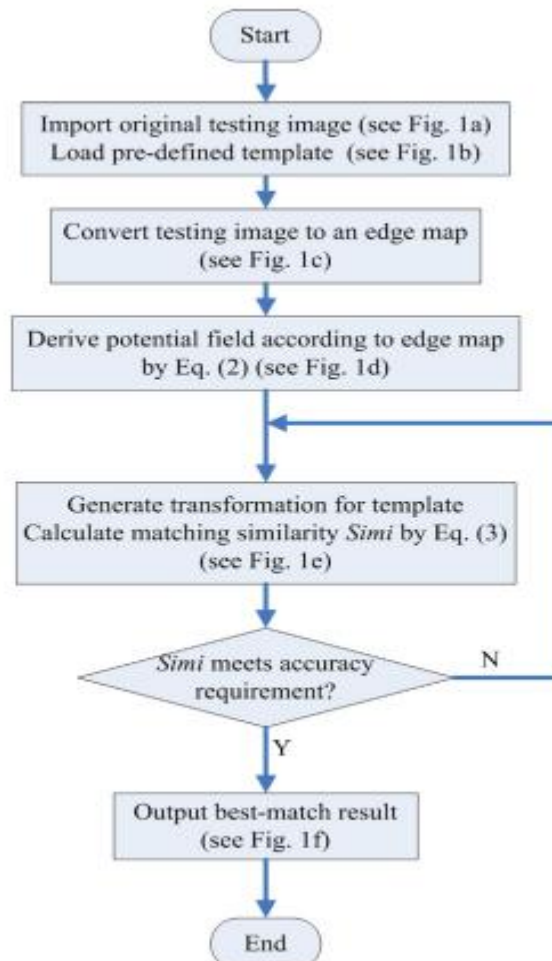 Start
Import original testing image (see Fig. 1a)
Load pre-defined template (see Fig. 1b)
Convert testing image to an edge map
(see Fig. 1c)
Derive potential field according to edge map
by Eq. (2) (see Fig. 1d)
Generate transformation for template
Calculate matching similarity Simi by Eq. (3)
(see Fig. 1e)
Simi meets accuracy
requirement?
N
Y
Output best-match result
(see Fig. 1f)
End